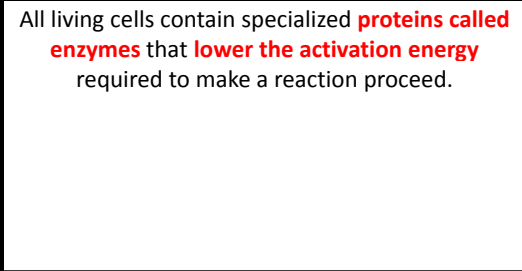 All living cells contain specialized proteins called
enzymes that lower the activation energy
required to make a reaction proceed.